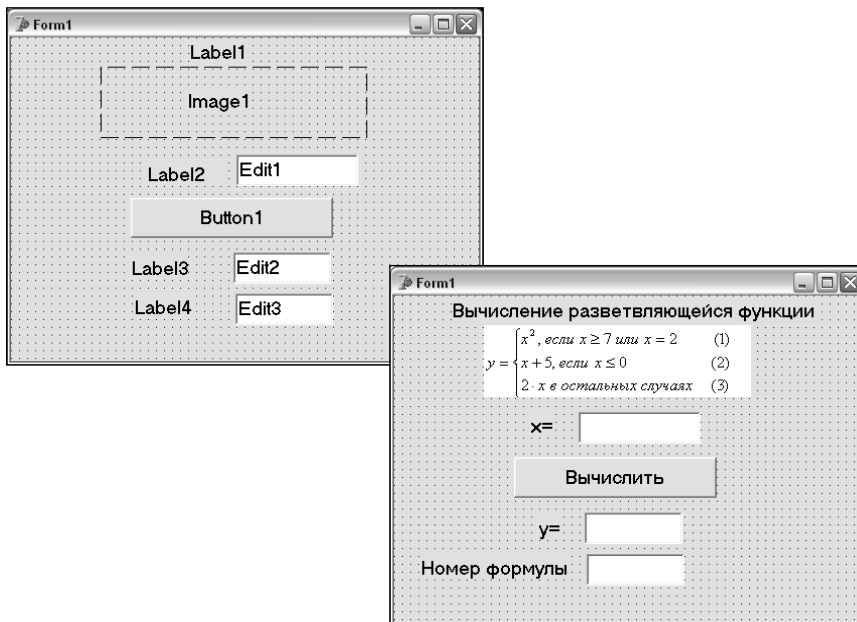 Form1
Label1
Image1
Label2 Edit1
Button1
Label3 Edit2
Label4 Edit3
Form1
Вычисление разветвляющейся функции
x², если x ≥ 7 или x = 2 (1)
y = { x + 5, если x ≤ 0 (2)
2 · x в остальных случаях (3)
x=
Вычислить
y=
Номер формулы